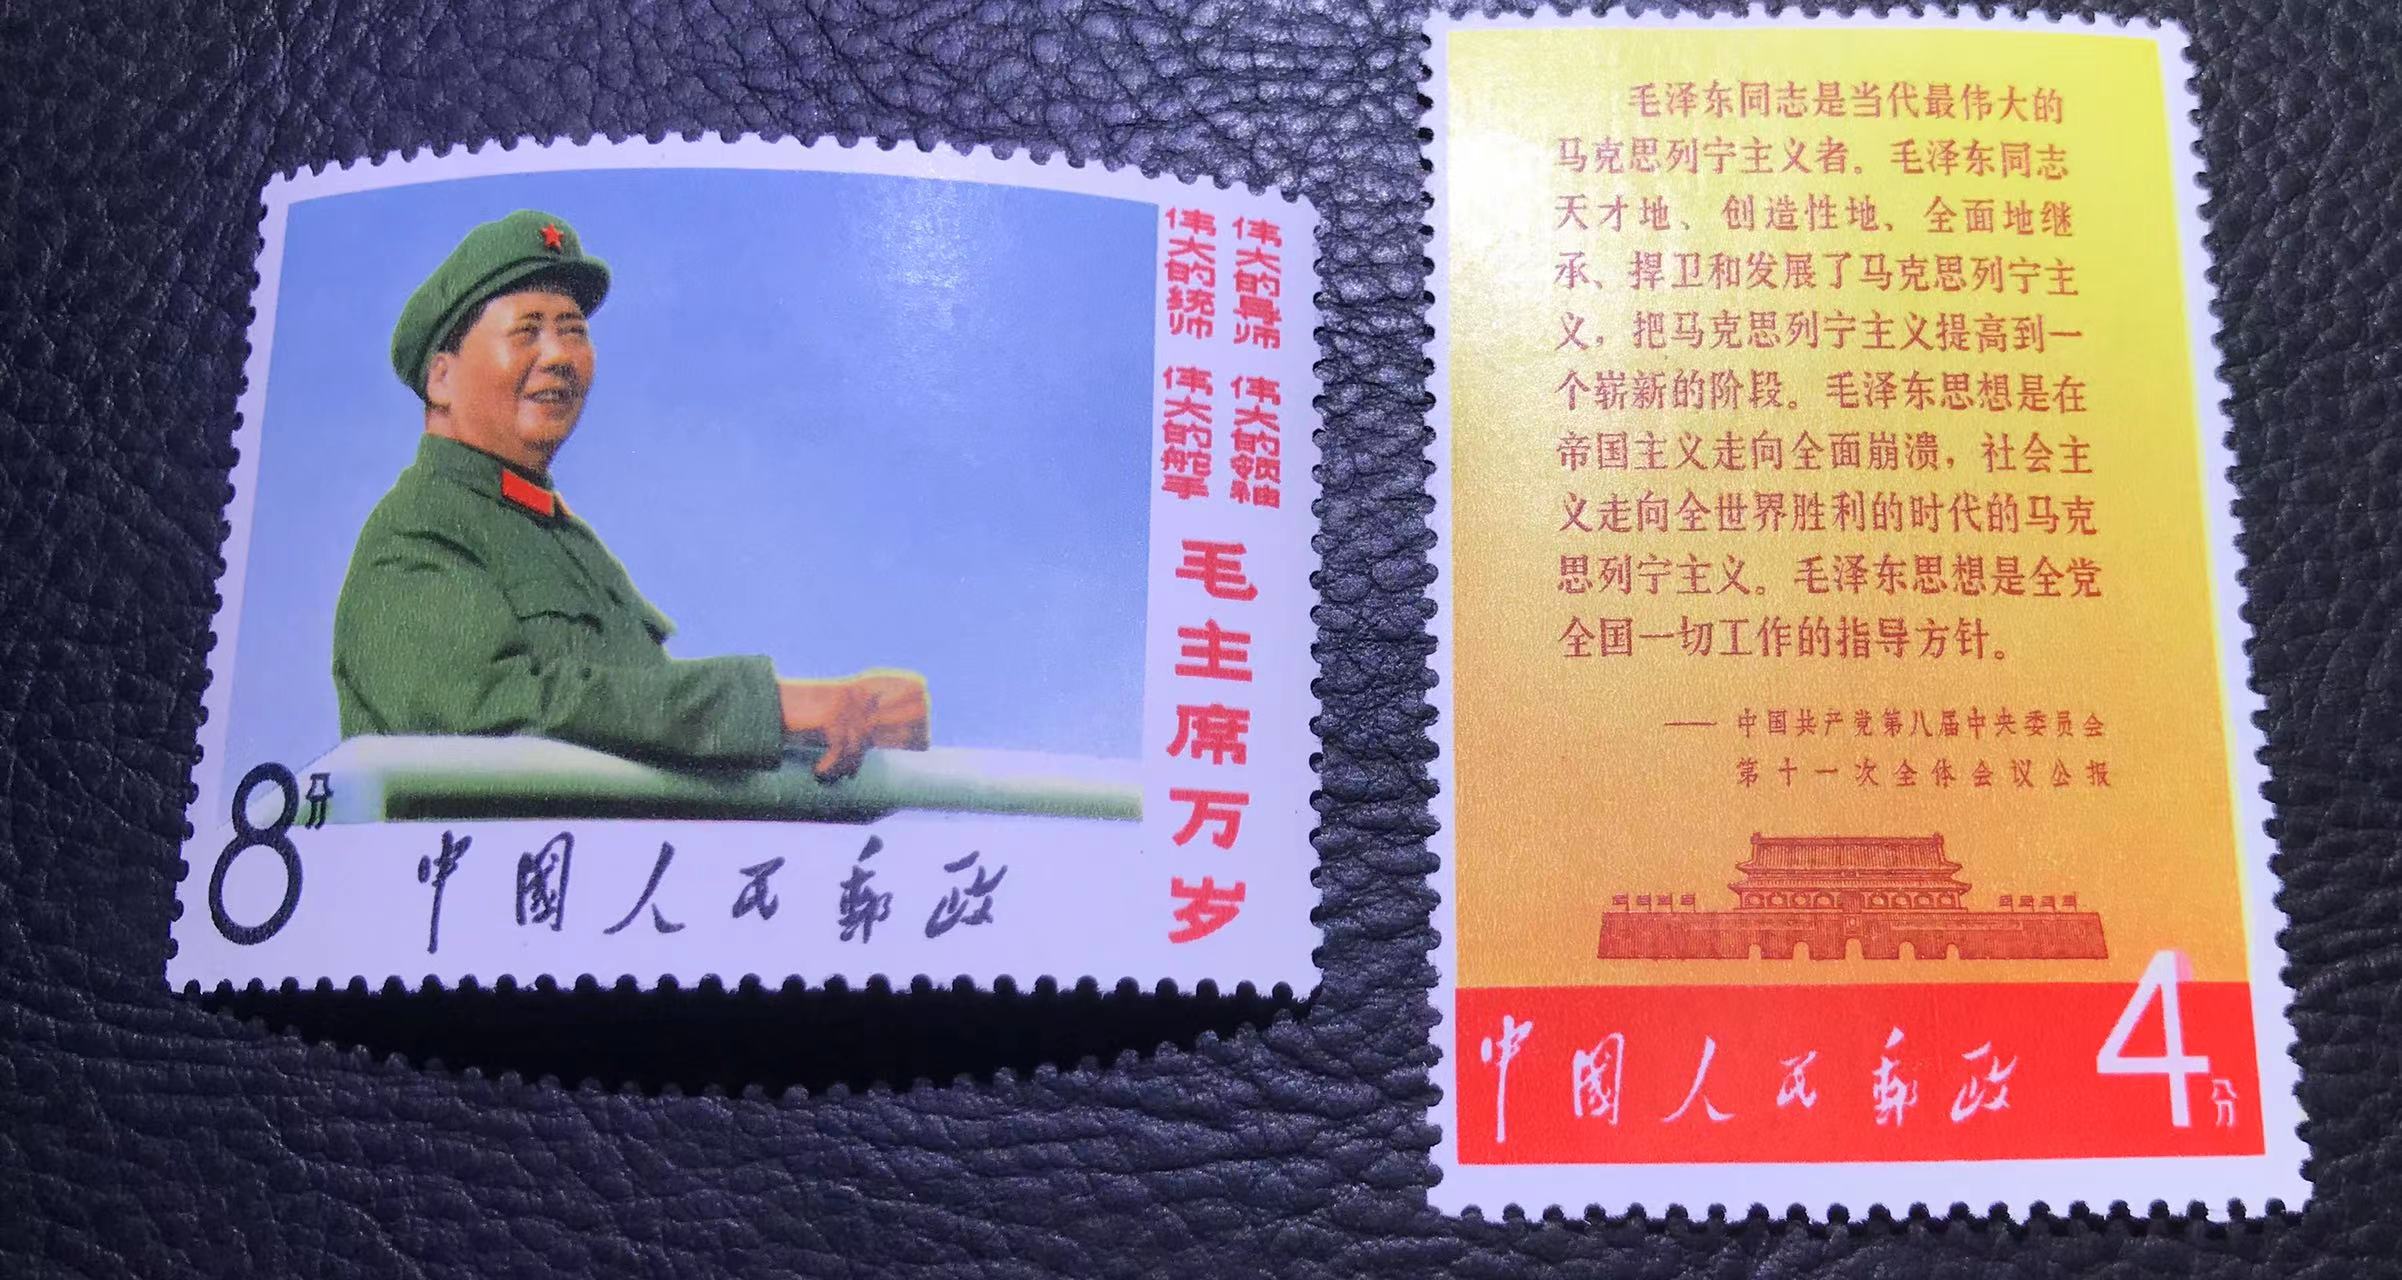 伟大的导师
伟大的领袖
伟大的统帅
伟大的舵手
毛主席万岁
8分
中國人民郵政
毛泽东同志是当代最伟大的
马克思列宁主义者。毛泽东同志
天才地、创造性地、全面地继
承、捍卫和发展了马克思列宁主
义，把马克思列宁主义提高到一
个崭新的阶段。毛泽东思想是在
帝国主义走向全面崩溃，社会主
义走向全世界胜利的时代的马克
思列宁主义。毛泽东思想是全党
全国一切工作的指导方针。
——中国共产党第八届中央委员会
第十一次全体会议公报
4分
中國人民郵政